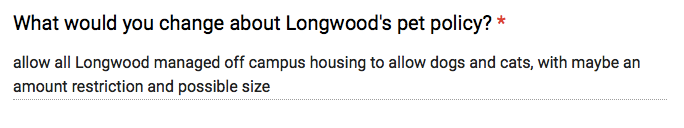 What would you change about Longwood's pet policy? *
allow all Longwood managed off campus housing to allow dogs and cats, with maybe an
amount restriction and possible size